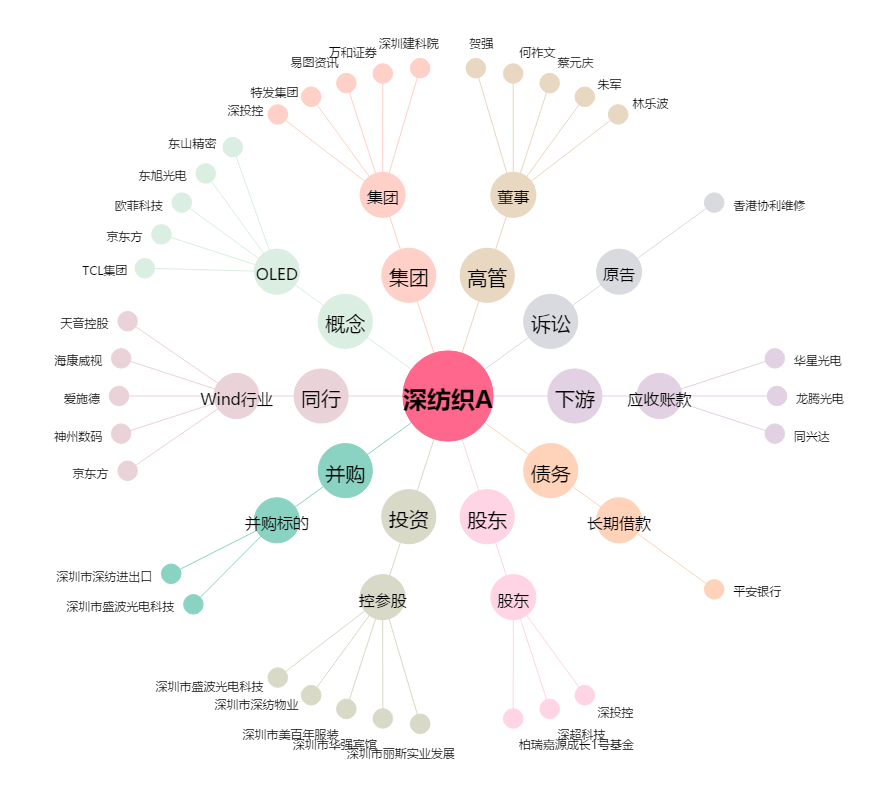 深圳建科院
贺强
万和证券
何祚文
易图资讯
蔡元庆
特发集团
朱军
深投控
林乐波
东山精密
东旭光电
集团
董事
欧菲科技
香港协利维修
京东方
TCL集团
OLED
集团
高管
原告
天音控股
概念
诉讼
海康威视
华星光电
爱施德
Wind行业
同行
深纺织A
下游
应收账款
龙腾光电
神州数码
同兴达
京东方
并购
债务
并购标的
投资
股东
长期借款
深圳市深纺进出口
平安银行
深圳市盛波光电科技
控参股
股东
深圳市盛波光电科技
深圳市深纺物业
深投控
深圳市美百年服装
深超科技
深圳市华强宾馆
柏瑞嘉源成长1号基金
深圳市丽斯实业发展